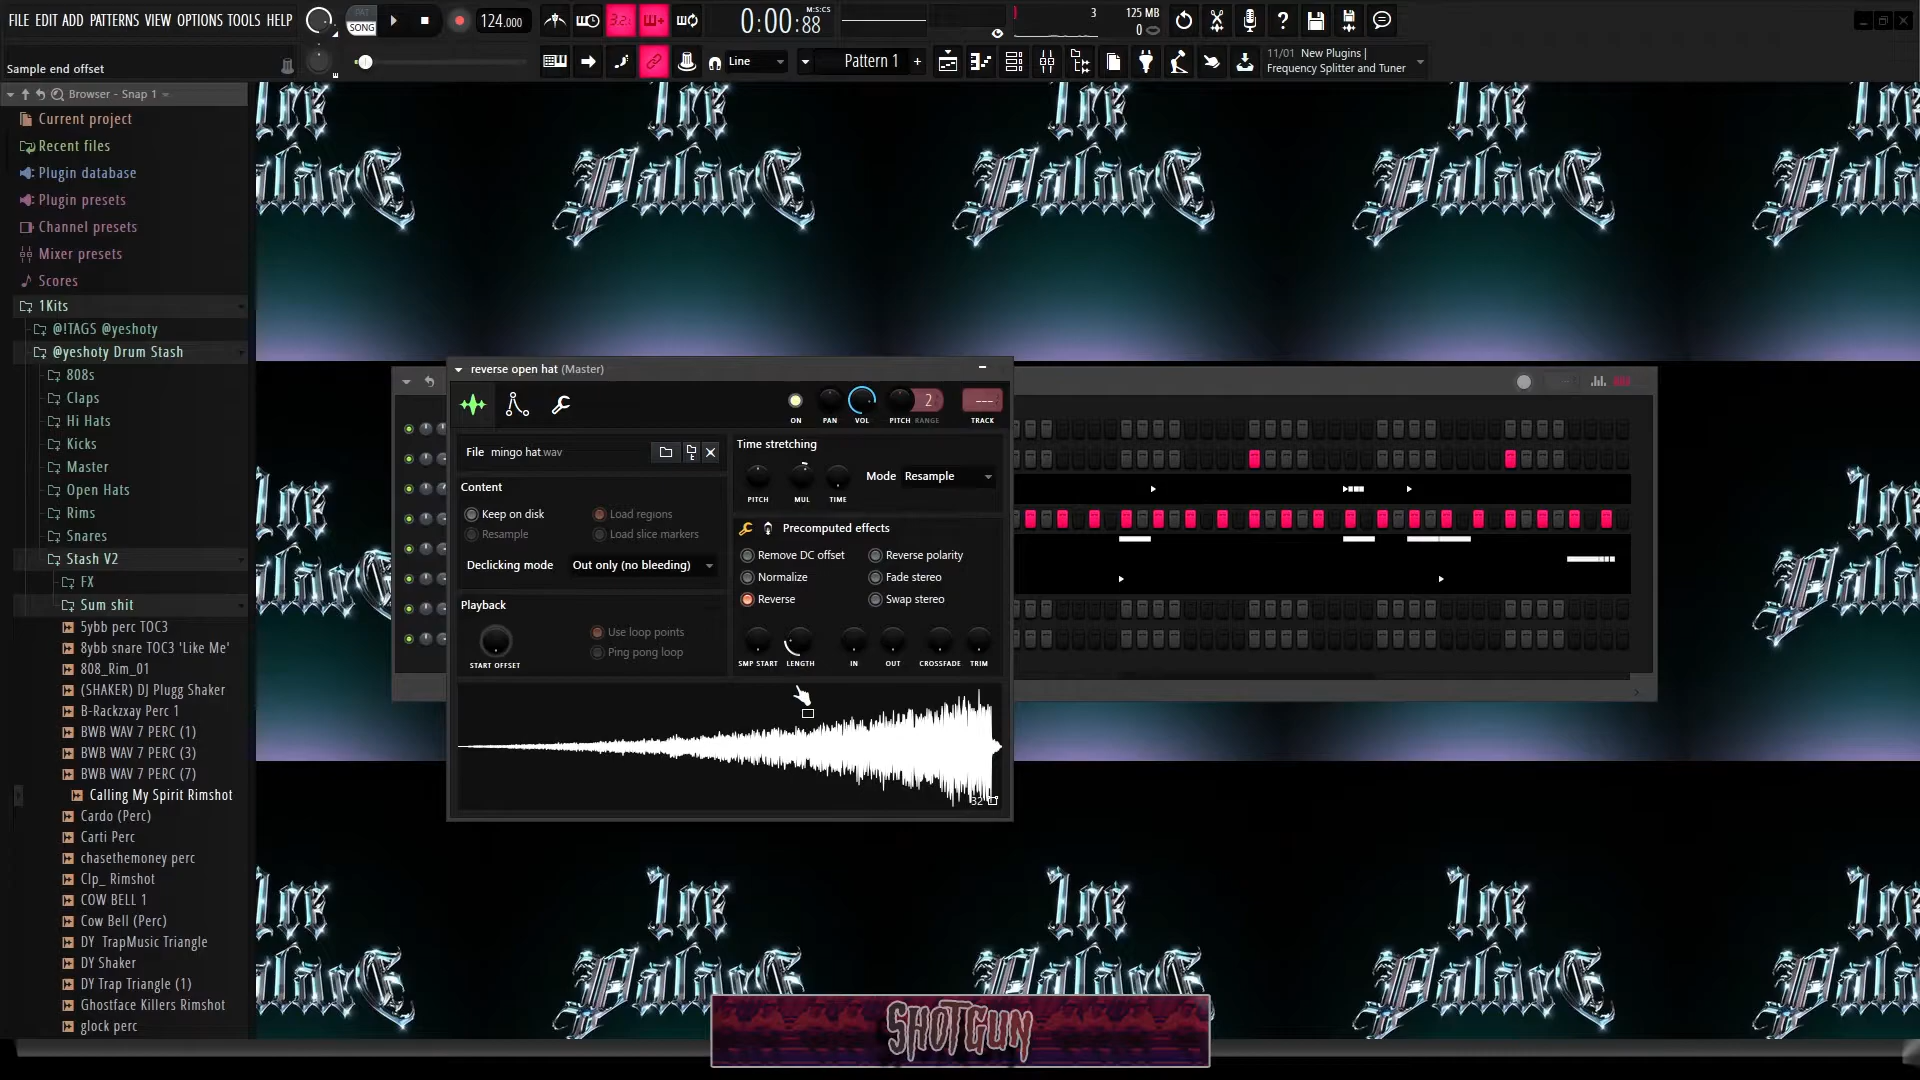 FILE EDIT ADD PATTERNS VIEW OPTIONS TOOLS HELP
PAT
SONG
124.000
3.2.1
0:00:88
M:S:CS
3
125 MB
0
Sample end offset
Line
Pattern 1
+
11/01 New Plugins |
Frequency Splitter and Tuner
Browser - Snap 1
Current project
Recent files
Plugin database
Plugin presets
Channel presets
Mixer presets
Scores
1Kits
@!TAGS @yeshoty
@yeshoty Drum Stash
808s
Claps
Hi Hats
Kicks
Master
Open Hats
Rims
Snares
Stash V2
FX
Sum shit
5ybb perc TOC3
8ybb snare TOC3 'Like Me'
808_Rim_01
(SHAKER) DJ Plugg Shaker
B-Rackzxay Perc 1
BWB WAV 7 PERC (1)
BWB WAV 7 PERC (3)
BWB WAV 7 PERC (7)
Calling My Spirit Rimshot
Cardo (Perc)
Carti Perc
chasethemoney perc
Clp_ Rimshot
COW BELL 1
Cow Bell (Perc)
DY TrapMusic Triangle
DY Shaker
DY Trap Triangle (1)
Ghostface Killers Rimshot
glock perc
reverse open hat (Master)
ON PAN VOL PITCH RANGE TRACK
2
---
File mingo hat.wav
Content
Keep on disk
Load regions
Resample
Load slice markers
Declicking mode Out only (no bleeding)
Playback
START OFFSET
Use loop points
Ping pong loop
Time stretching
PITCH MUL TIME
Mode Resample
Precomputed effects
Remove DC offset
Reverse polarity
Normalize
Fade stereo
Reverse
Swap stereo
SMP START LENGTH IN OUT CROSSFADE TRIM
32
SHOTGUN